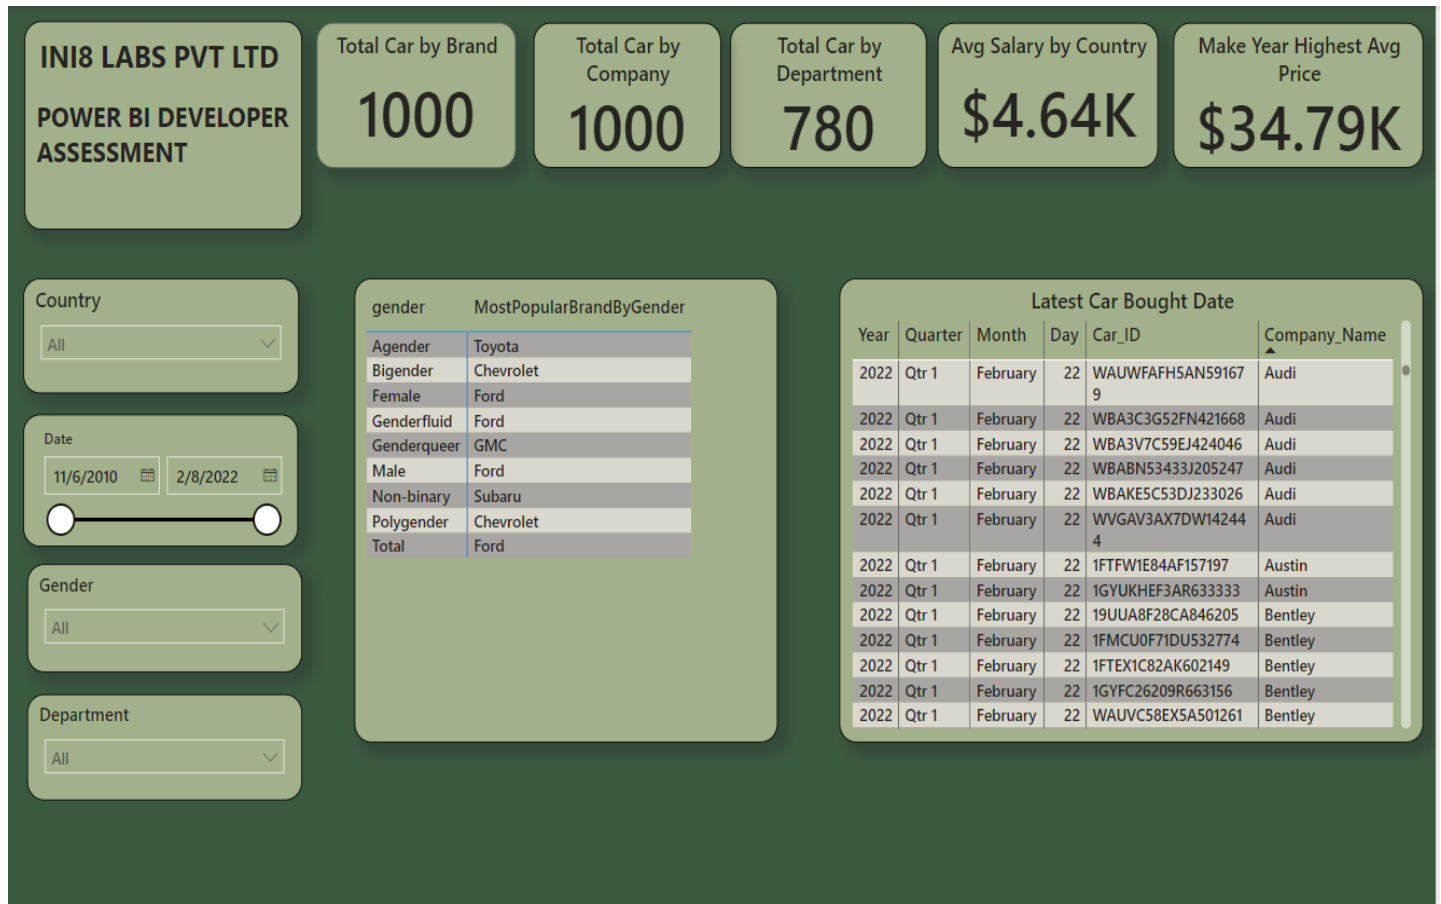 INI8 LABS PVT LTD
POWER BI DEVELOPER
ASSESSMENT
Total Car by Brand
1000
Total Car by
Company
1000
Total Car by
Department
780
Avg Salary by Country
$4.64K
Make Year Highest Avg
Price
$34.79K
Country
All
Date
11/6/2010 2/8/2022
Gender
All
Department
All
gender MostPopularBrandByGender
Agender Toyota
Bigender Chevrolet
Female Ford
Genderfluid Ford
Genderqueer GMC
Male Ford
Non-binary Subaru
Polygender Chevrolet
Total Ford
Latest Car Bought Date
Year Quarter Month Day Car_ID Company_Name
2022 Qtr 1 February 22 WAUWFAFH5AN59167 Audi
9
2022 Qtr 1 February 22 WBA3C3G52FN421668 Audi
2022 Qtr 1 February 22 WBA3V7C59EJ424046 Audi
2022 Qtr 1 February 22 WBABN53433J205247 Audi
2022 Qtr 1 February 22 WBAKE5C53DJ233026 Audi
2022 Qtr 1 February 22 WVGAV3AX7DW14244 Audi
4
2022 Qtr 1 February 22 1FTFW1E84AF157197 Austin
2022 Qtr 1 February 22 1GYUKHEF3AR633333 Austin
2022 Qtr 1 February 22 19UUA8F28CA846205 Bentley
2022 Qtr 1 February 22 1FMCU0F71DU532774 Bentley
2022 Qtr 1 February 22 1FTEX1C82AK602149 Bentley
2022 Qtr 1 February 22 1GYFC26209R663156 Bentley
2022 Qtr 1 February 22 WAUVC58EX5A501261 Bentley